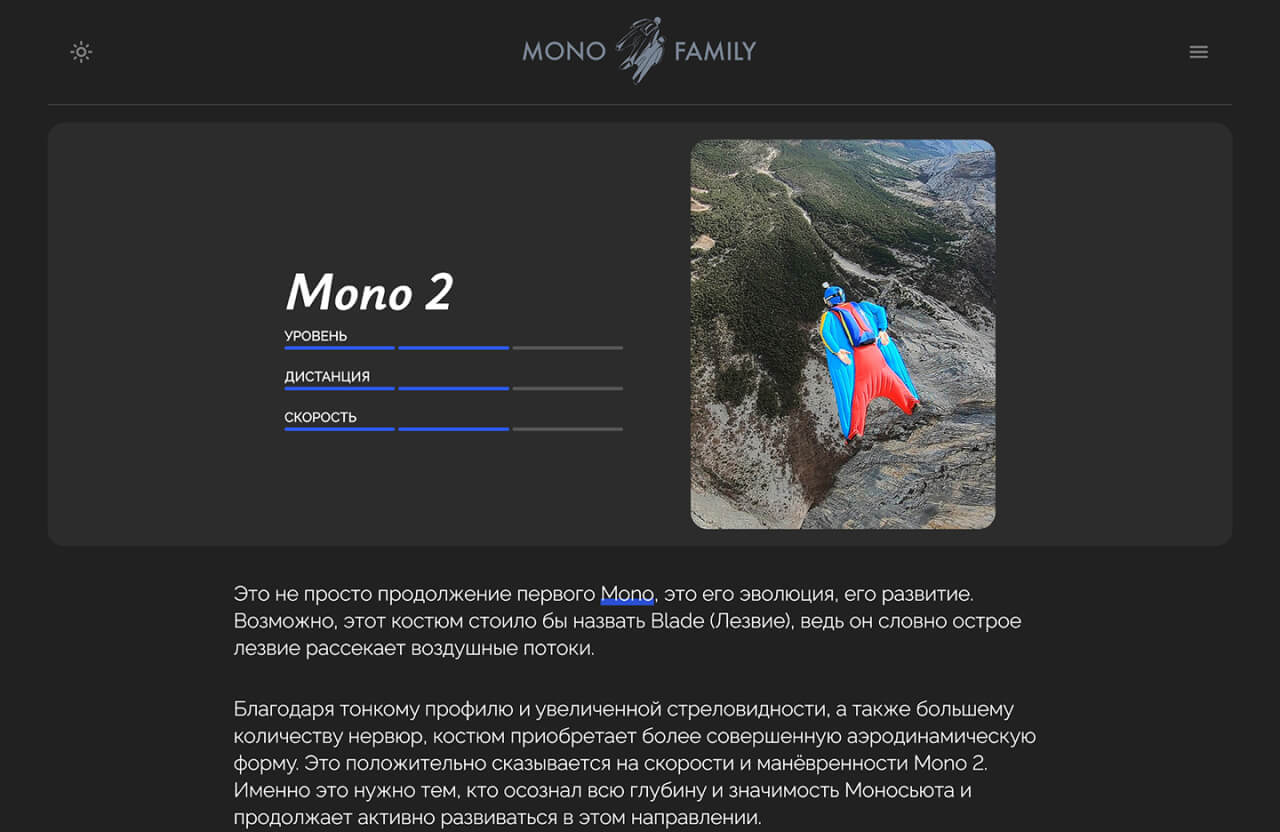 MONO FAMILY
Mono 2
УРОВЕНЬ
ДИСТАНЦИЯ
СКОРОСТЬ
Это не просто продолжение первого Mono, это его эволюция, его развитие.
Возможно, этот костюм стоило бы назвать Blade (Лезвие), ведь он словно острое
лезвие рассекает воздушные потоки.
Благодаря тонкому профилю и увеличенной стреловидности, а также большему
количеству нервюр, костюм приобретает более совершенную аэродинамическую
форму. Это положительно сказывается на скорости и манёвренности Mono 2.
Именно это нужно тем, кто осознал всю глубину и значимость Моносьюта и
продолжает активно развиваться в этом направлении.